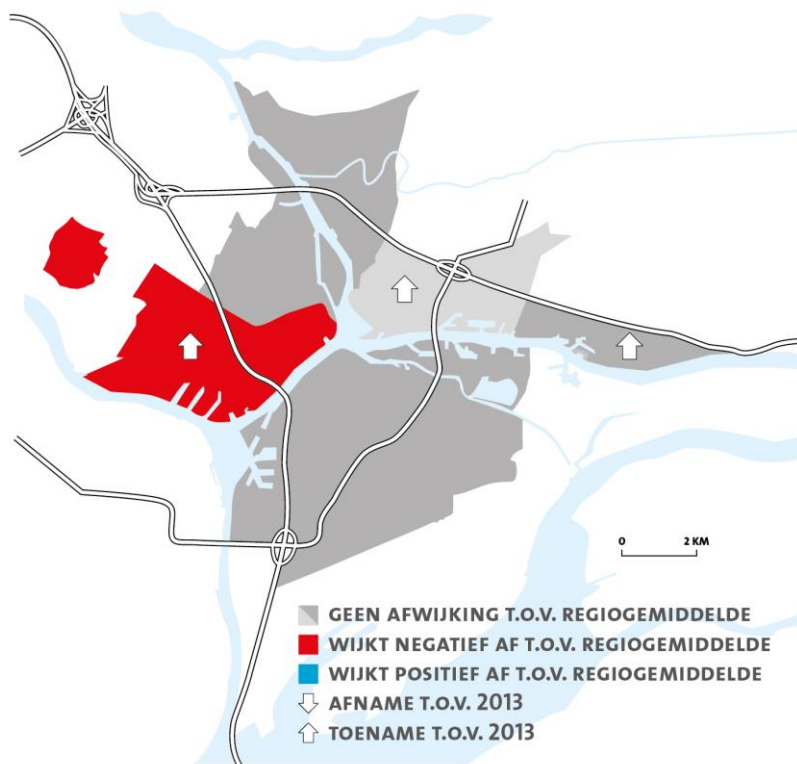 0 2 KM
GEEN AFWIJKING T.O.V. REGIOGEMIDDELDE
WIJKT NEGATIEF AF T.O.V. REGIOGEMIDDELDE
WIJKT POSITIEF AF T.O.V. REGIOGEMIDDELDE
AFNAME T.O.V. 2013
TOENAME T.O.V. 2013